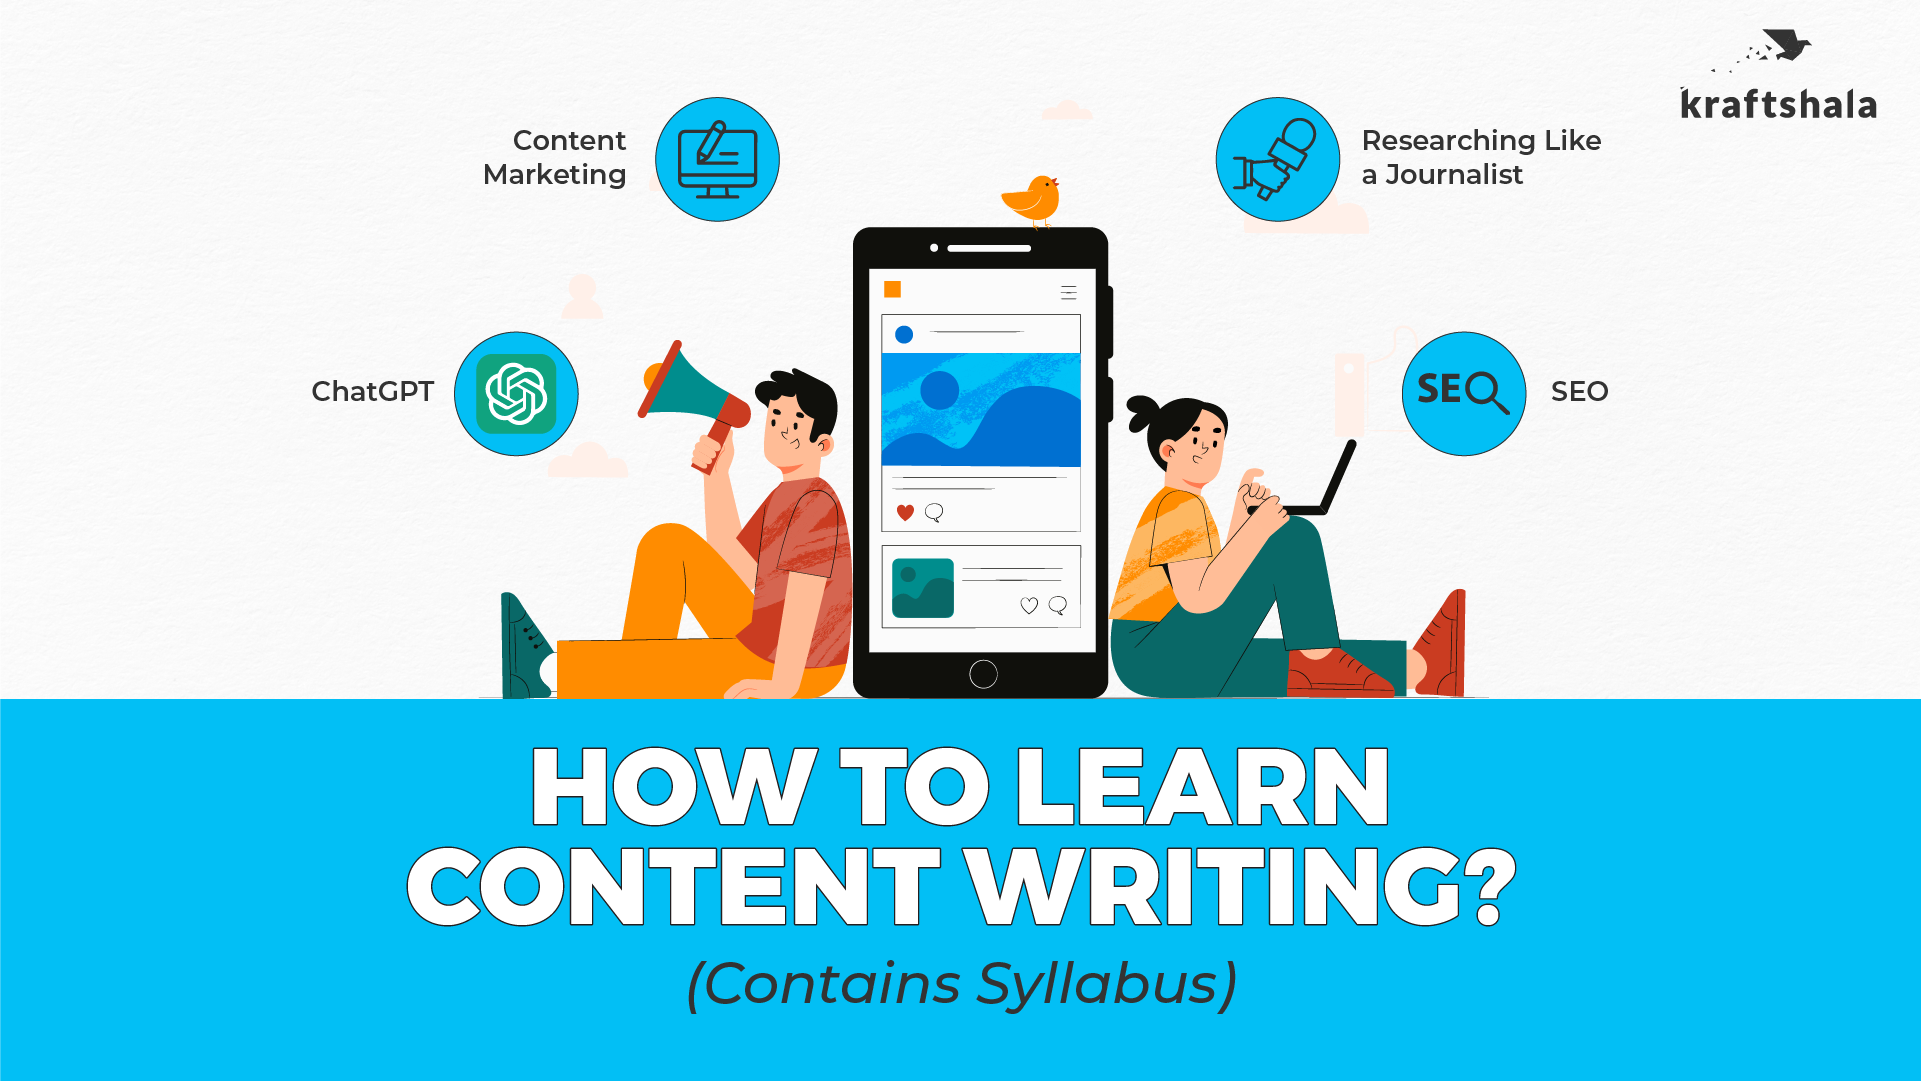 kraftshala
Content
Marketing
Researching Like
a Journalist
ChatGPT
SEO
SEO
HOW TO LEARN
CONTENT WRITING?
(Contains Syllabus)